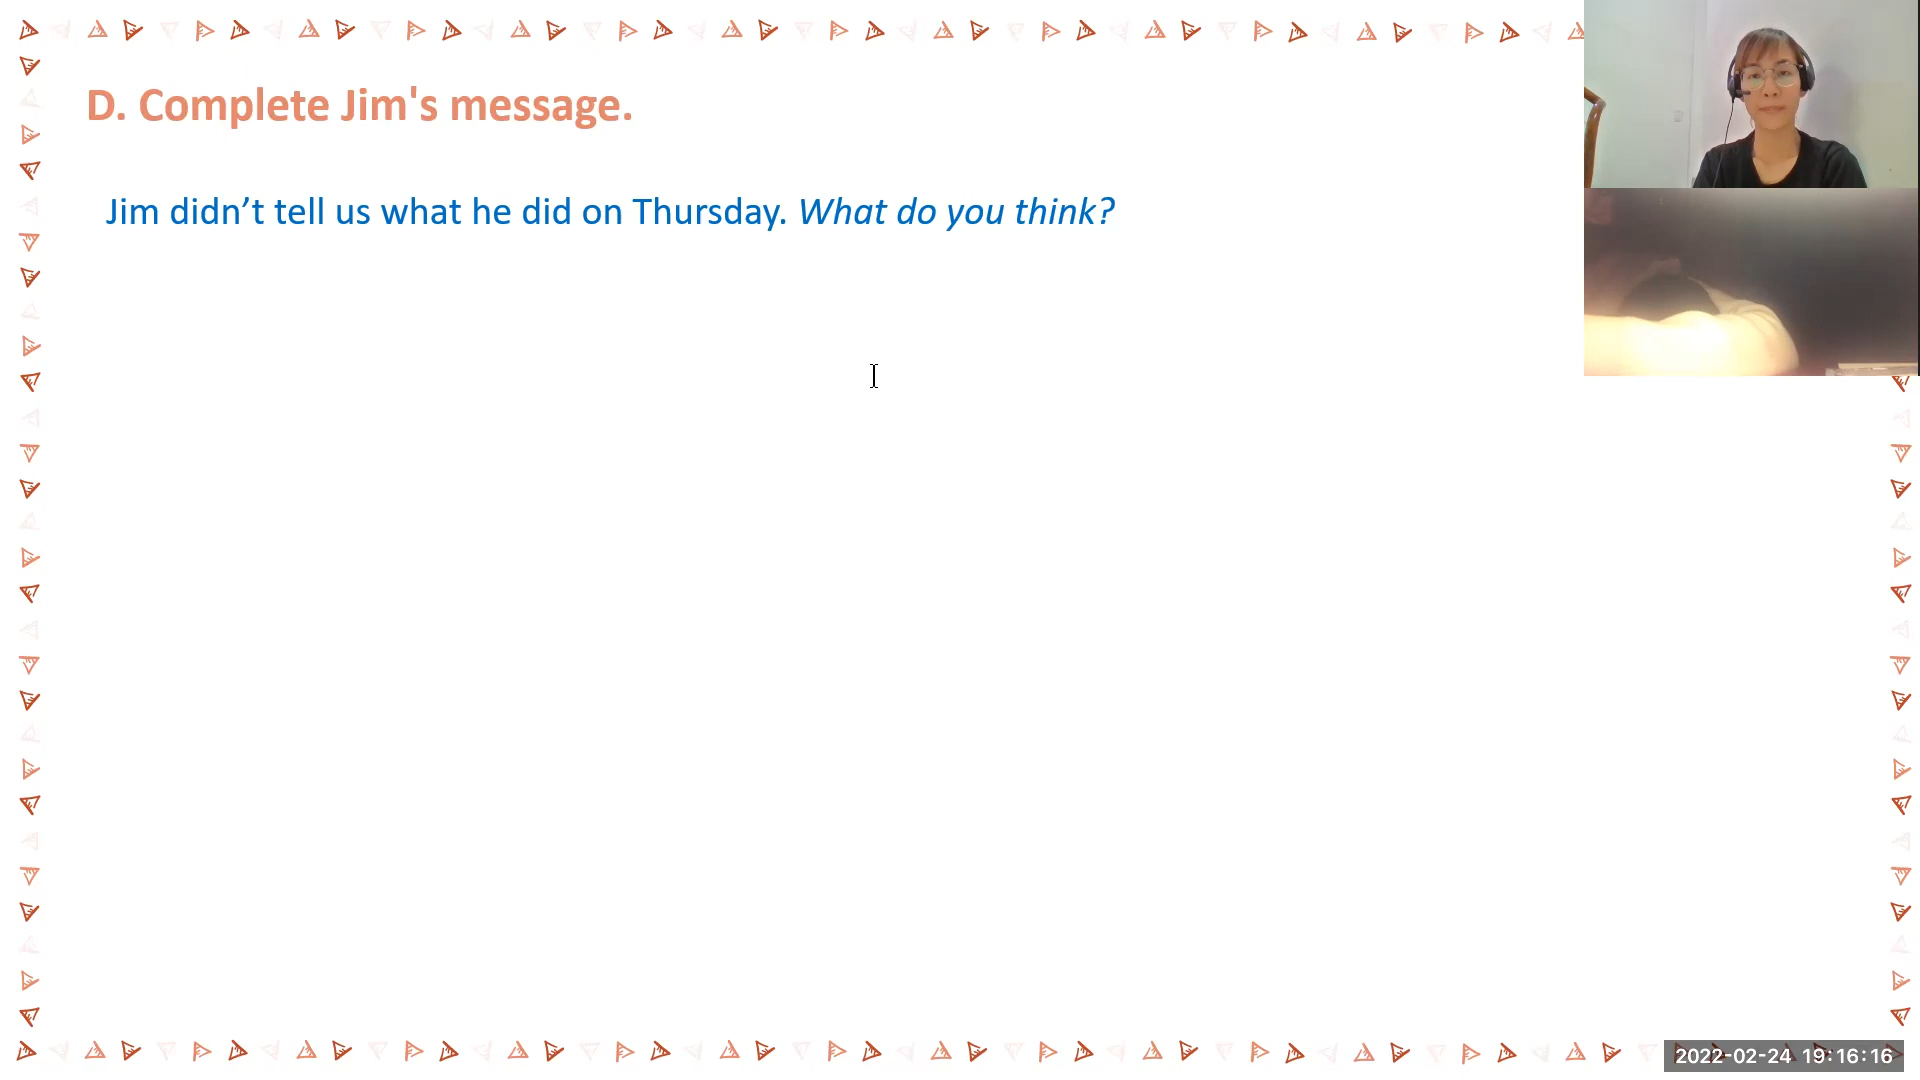 D. Complete Jim's message.
Jim didn’t tell us what he did on Thursday. What do you think?
2022-02-24 19:16:16